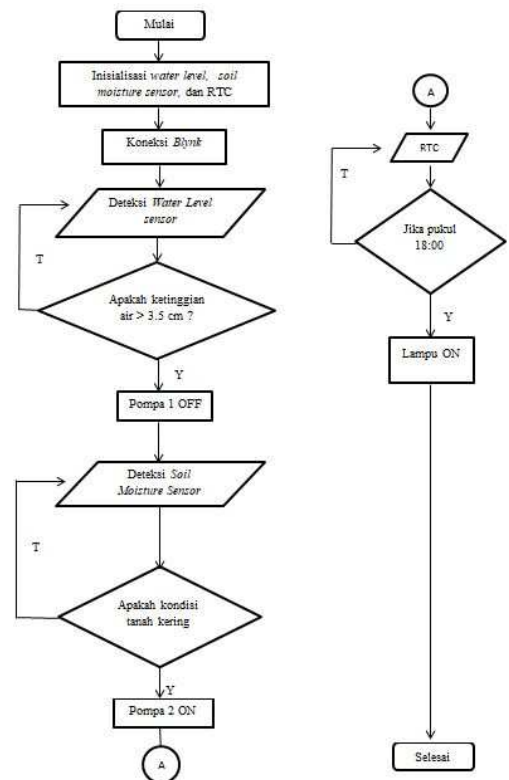 Mulai
Inisialisasi water level, soil
moisture sensor, dan RTC
Koneksi Blynk
Deteksi Water Level
sensor
T
Apakah ketinggian
air > 3.5 cm ?
Y
Pompa 1 OFF
Deteksi Soil
Moisture Sensor
T
Apakah kondisi
tanah kering
Y
Pompa 2 ON
A
A
RTC
T
Jika pukul
18:00
Y
Lampu ON
Selesai